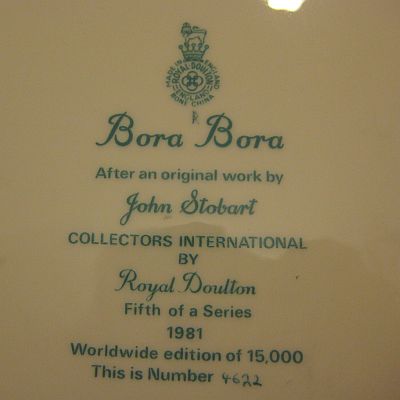 MADE IN ENGLAND
ROYAL·DOULTON
ENGLAND
BONE CHINA
R
Bora Bora
After an original work by
John Stobart
COLLECTORS INTERNATIONAL
BY
Royal Doulton
Fifth of a Series
1981
Worldwide edition of 15,000
This is Number 4622